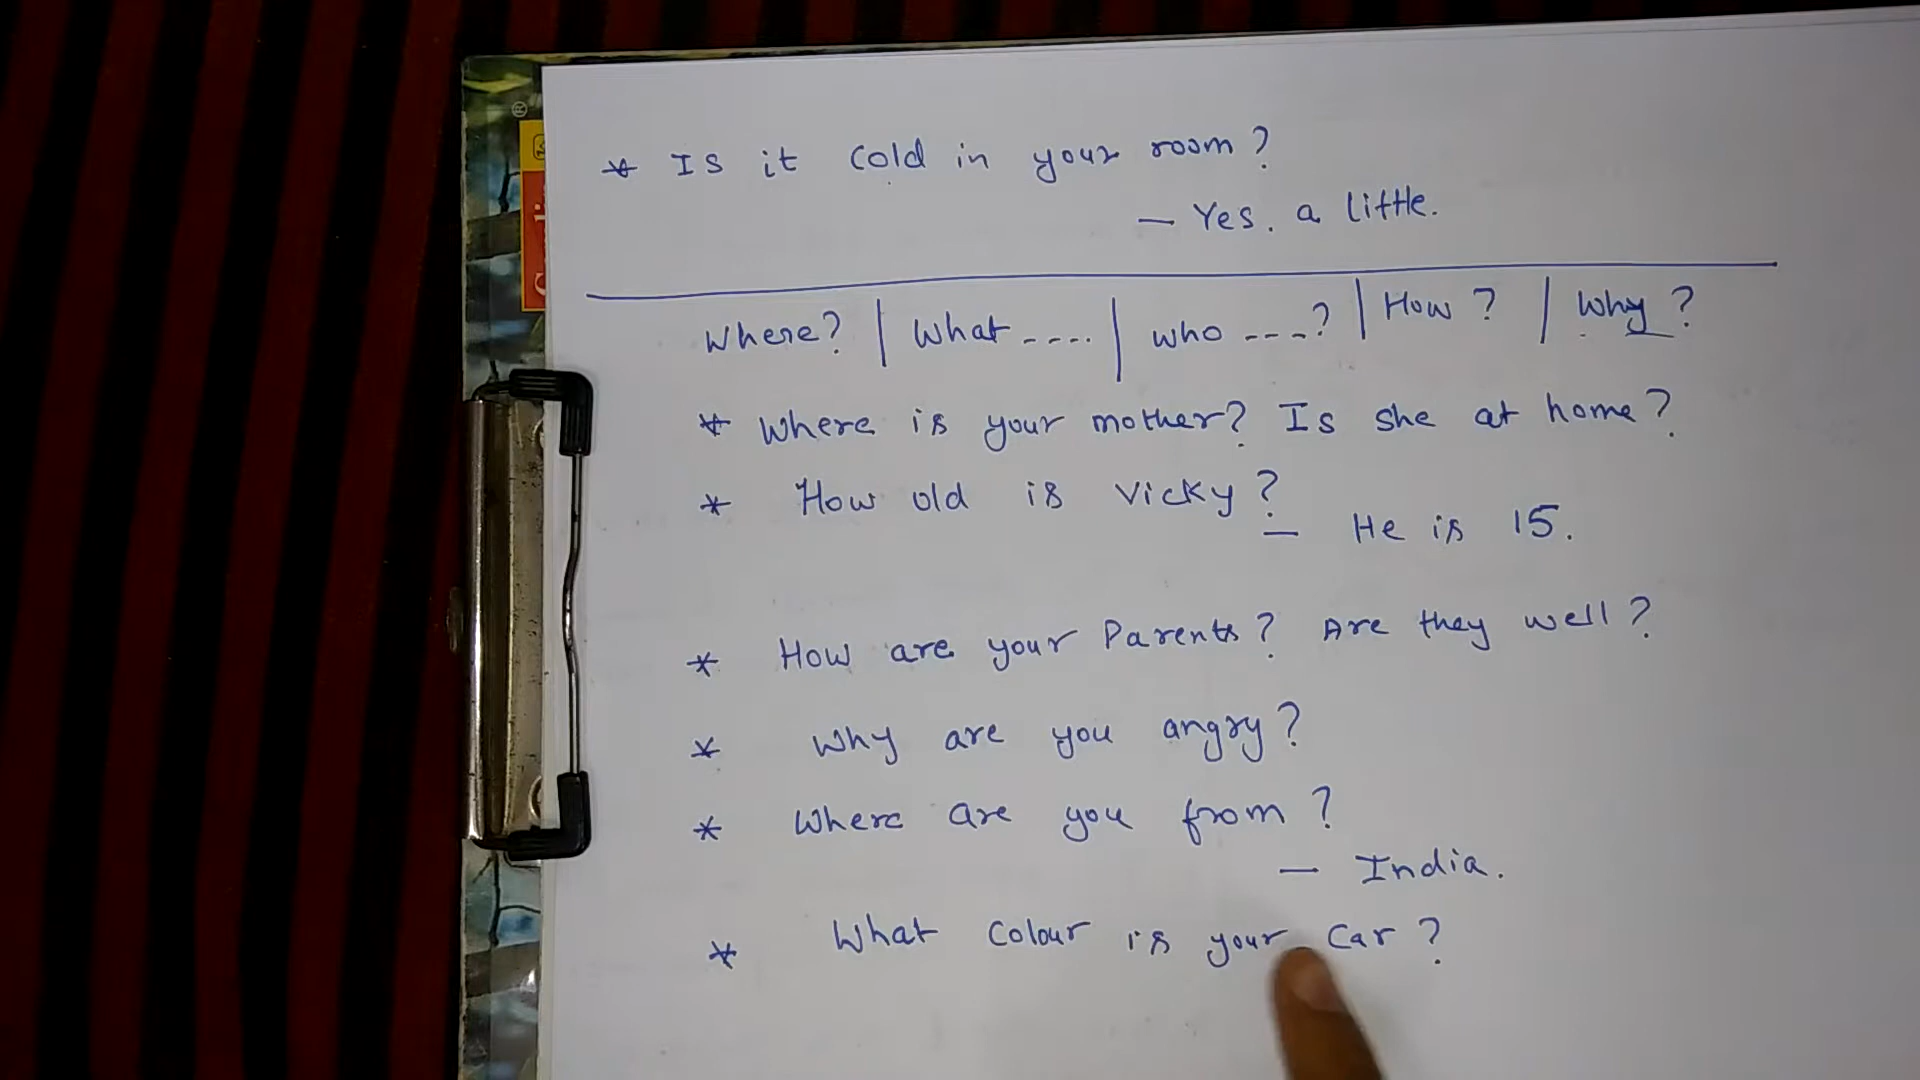 * Is it cold in your room?
— Yes. a little.
Where? | What .... | who ---? | How? | Why?
* Where is your mother? Is she at home?
* How old is Vicky?
— He is 15.
* How are your Parents? Are they well?
* Why are you angry?
* Where are you from?
— India.
* What Colour is your Car?